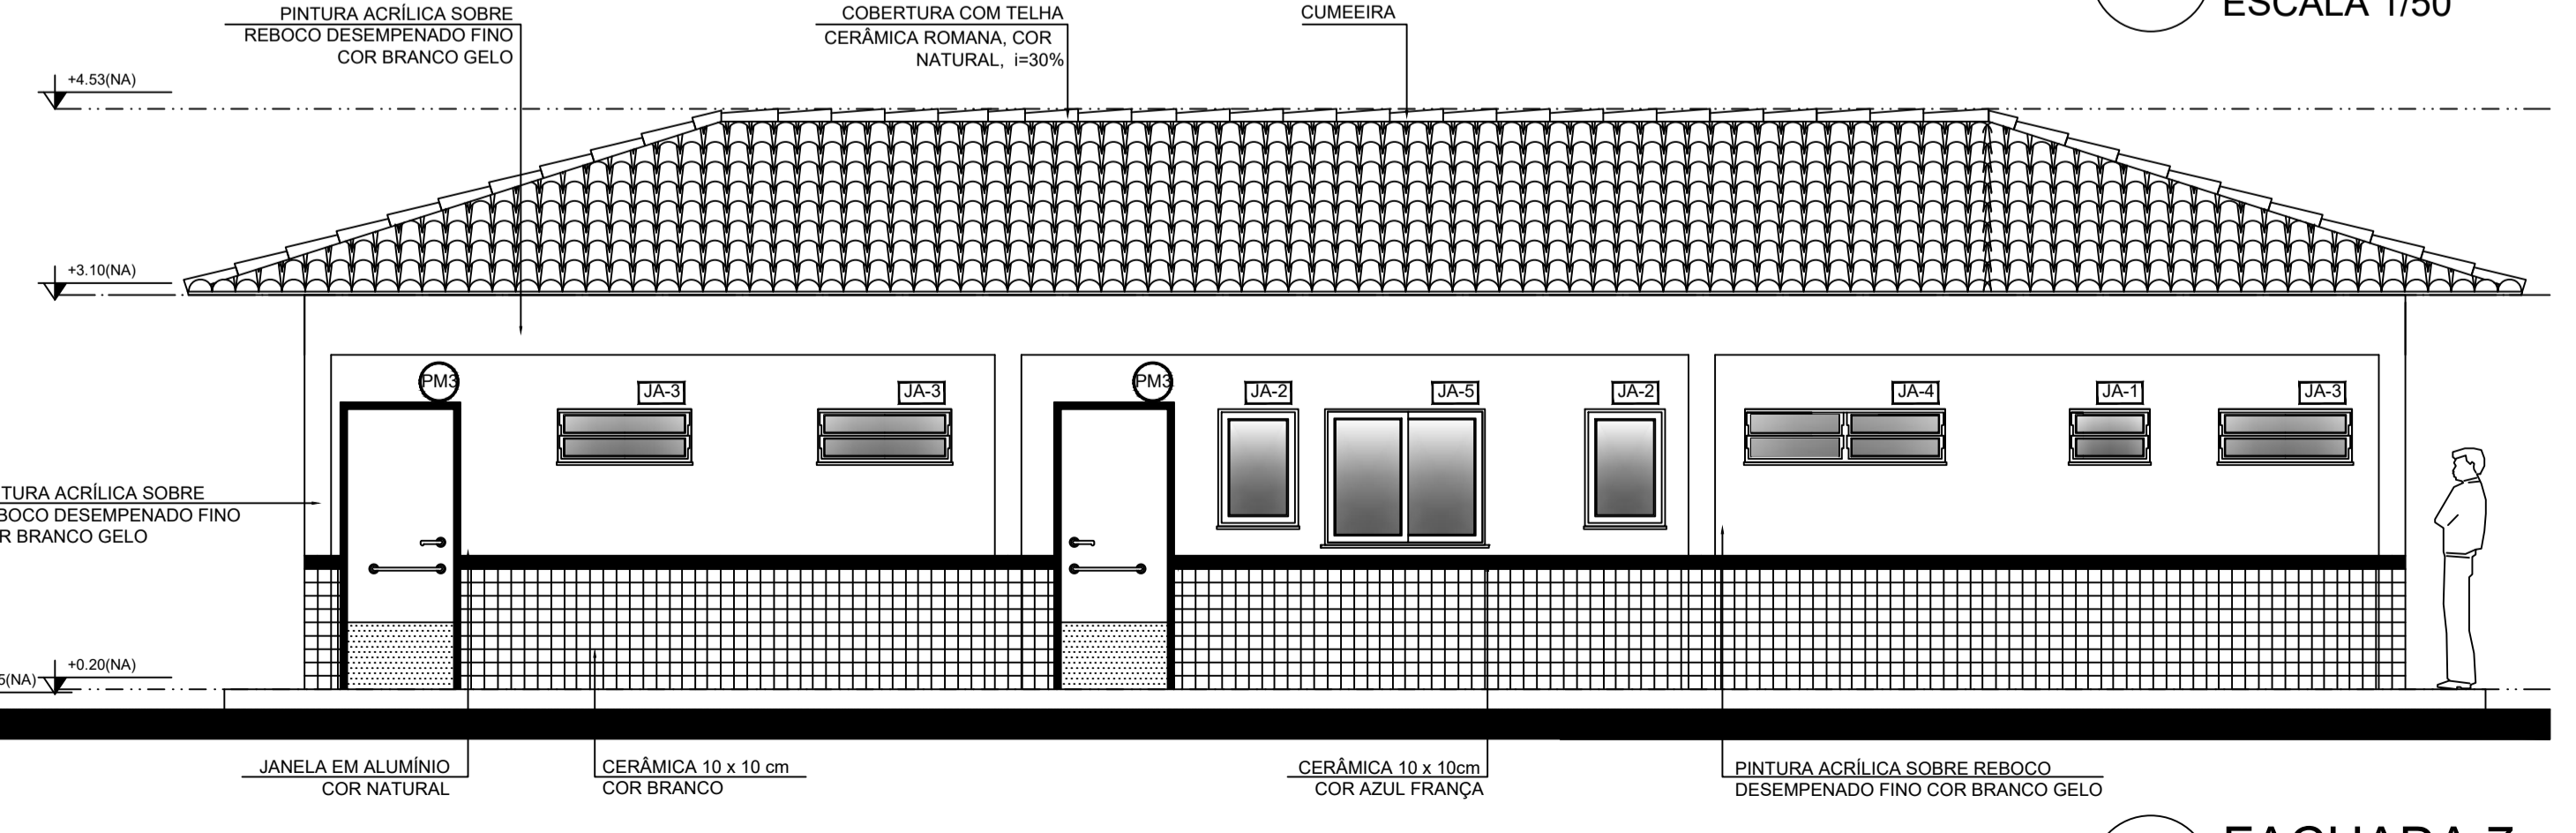 PINTURA ACRÍLICA SOBRE
REBOCO DESEMPENADO FINO
COR BRANCO GELO
COBERTURA COM TELHA
CERÂMICA ROMANA, COR
NATURAL, i=30%
CUMEEIRA
ESCALA 1/50
+4.53(NA)
+3.10(NA)
PM3
JA-3
JA-3
PM3
JA-2
JA-5
JA-2
JA-4
JA-1
JA-3
TURA ACRÍLICA SOBRE
BOCO DESEMPENADO FINO
R BRANCO GELO
+0.20(NA)
5(NA)
JANELA EM ALUMÍNIO
COR NATURAL
CERÂMICA 10 x 10 cm
COR BRANCO
CERÂMICA 10 x 10cm
COR AZUL FRANÇA
PINTURA ACRÍLICA SOBRE REBOCO
DESEMPENADO FINO COR BRANCO GELO
FACHADA